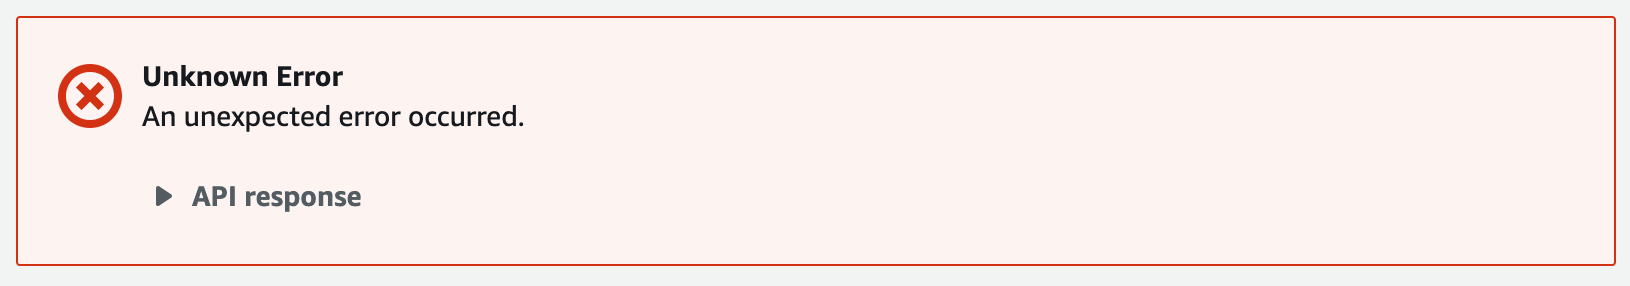 Unknown Error
An unexpected error occurred.
API response